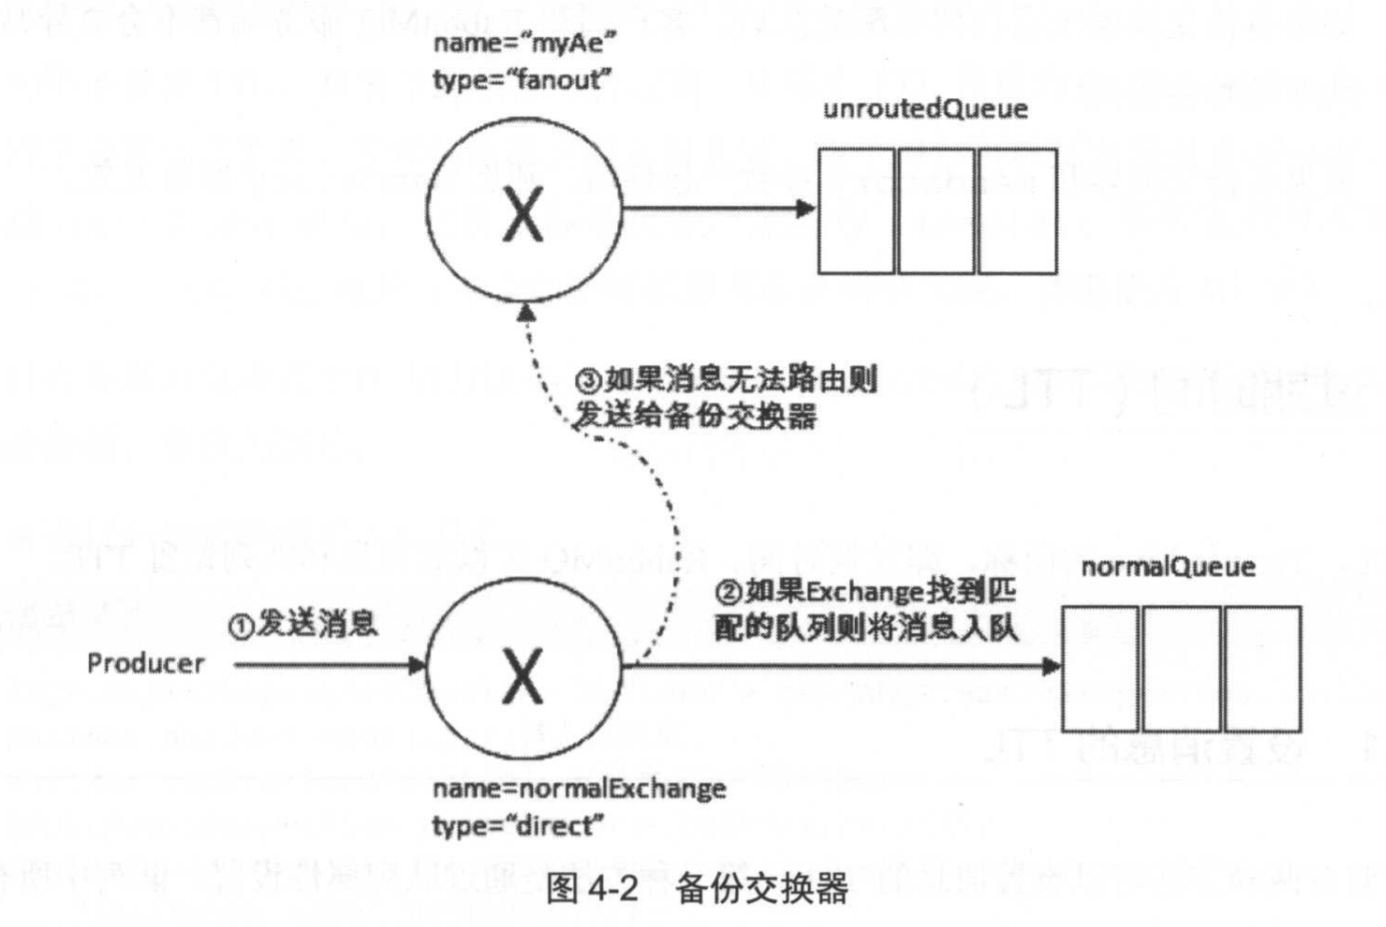 name=“myAe”
type=“fanout”
unroutedQueue
X
③如果消息无法路由则
发送给备份交换器
normalQueue
②如果Exchange找到匹
配的队列则将消息入队
①发送消息
Producer
X
name=normalExchange
type=“direct”
图 4-2 备份交换器